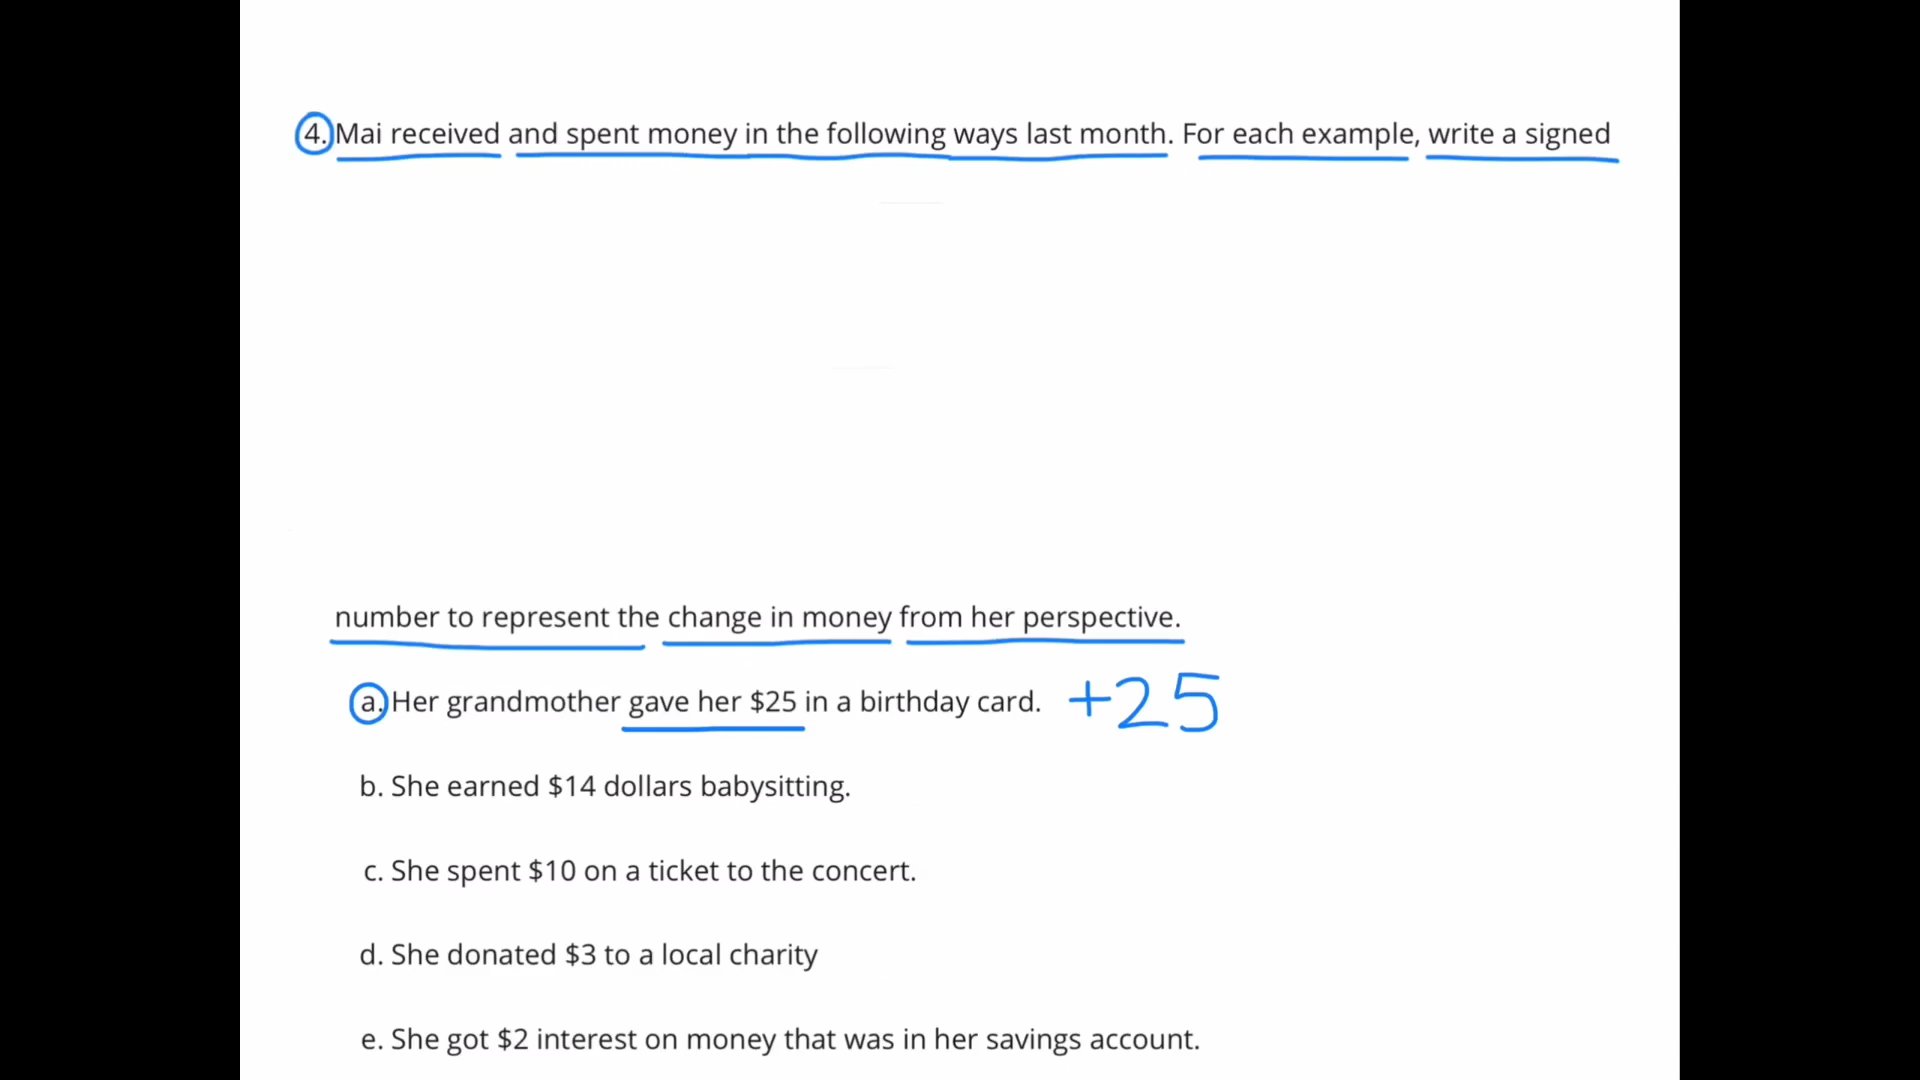 4. Mai received and spent money in the following ways last month. For each example, write a signed
number to represent the change in money from her perspective.
a. Her grandmother gave her $25 in a birthday card. +25
b. She earned $14 dollars babysitting.
c. She spent $10 on a ticket to the concert.
d. She donated $3 to a local charity
e. She got $2 interest on money that was in her savings account.